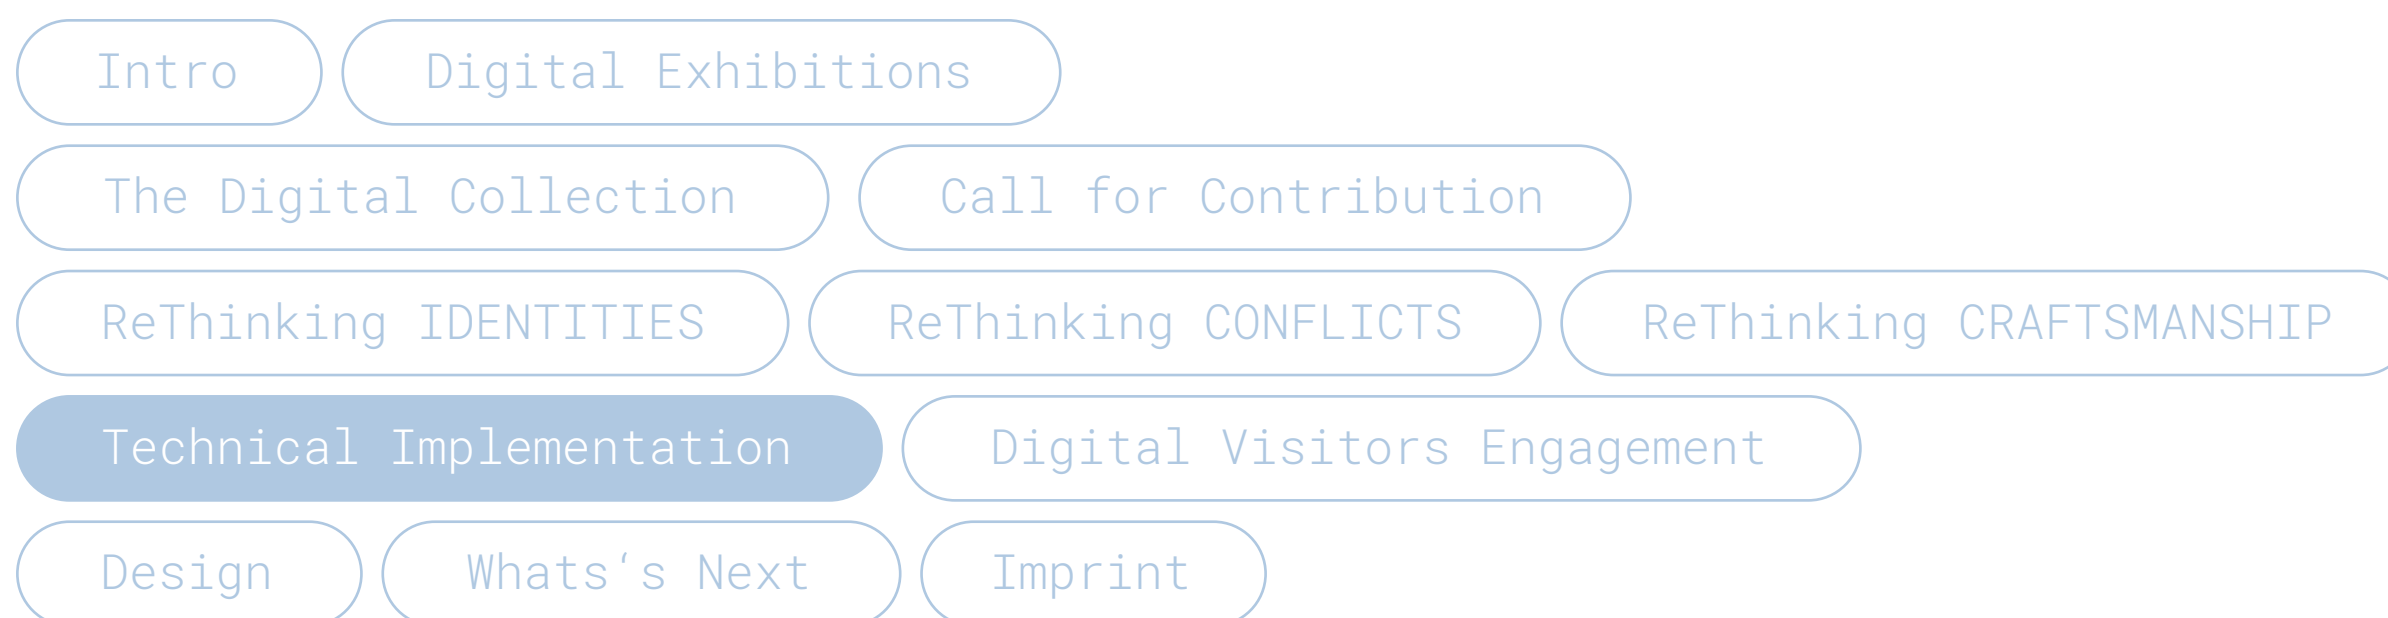 Intro Digital Exhibitions
The Digital Collection Call for Contribution
ReThinking IDENTITIES ReThinking CONFLICTS ReThinking CRAFTSMANSHIP
Technical Implementation Digital Visitors Engagement
Design Whats‘s Next Imprint